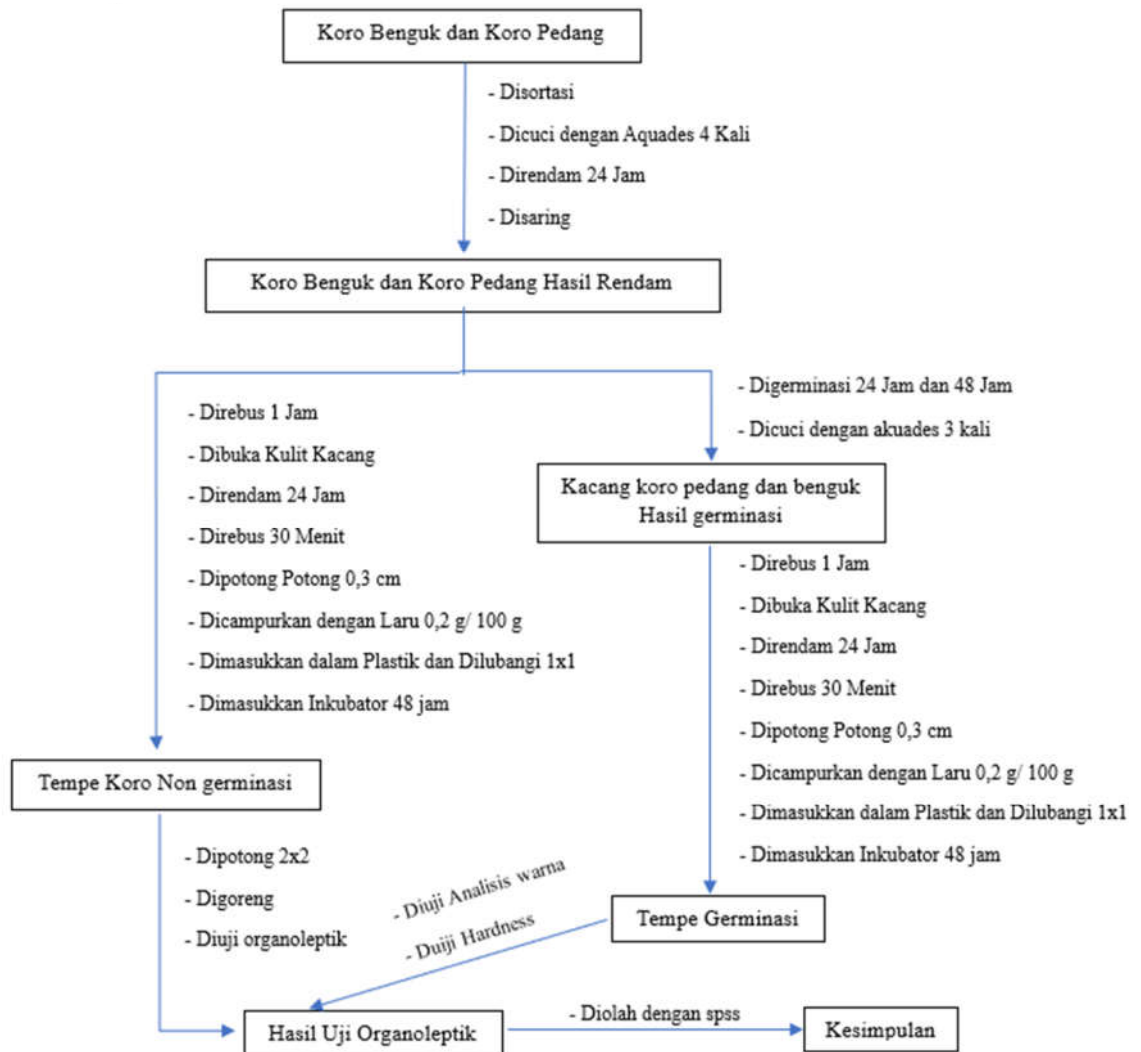 Koro Benguk dan Koro Pedang
- Disortasi
- Dicuci dengan Aquades 4 Kali
- Direndam 24 Jam
- Disaring
Koro Benguk dan Koro Pedang Hasil Rendam
- Direbus 1 Jam
- Dibuka Kulit Kacang
- Direndam 24 Jam
- Direbus 30 Menit
- Dipotong Potong 0,3 cm
- Dicampurkan dengan Laru 0,2 g/ 100 g
- Dimasukkan dalam Plastik dan Dilubangi 1x1
- Dimasukkan Inkubator 48 jam
Tempe Koro Non germinasi
- Dipotong 2x2
- Digoreng
- Diuji organoleptik
- Digerminasi 24 Jam dan 48 Jam
- Dicuci dengan akuades 3 kali
Kacang koro pedang dan benguk
Hasil germinasi
- Direbus 1 Jam
- Dibuka Kulit Kacang
- Direndam 24 Jam
- Direbus 30 Menit
- Dipotong Potong 0,3 cm
- Dicampurkan dengan Laru 0,2 g/ 100 g
- Dimasukkan dalam Plastik dan Dilubangi 1x1
- Dimasukkan Inkubator 48 jam
Tempe Germinasi
- Diuji Analisis warna
- Duiji Hardness
Hasil Uji Organoleptik
- Diolah dengan spss
Kesimpulan